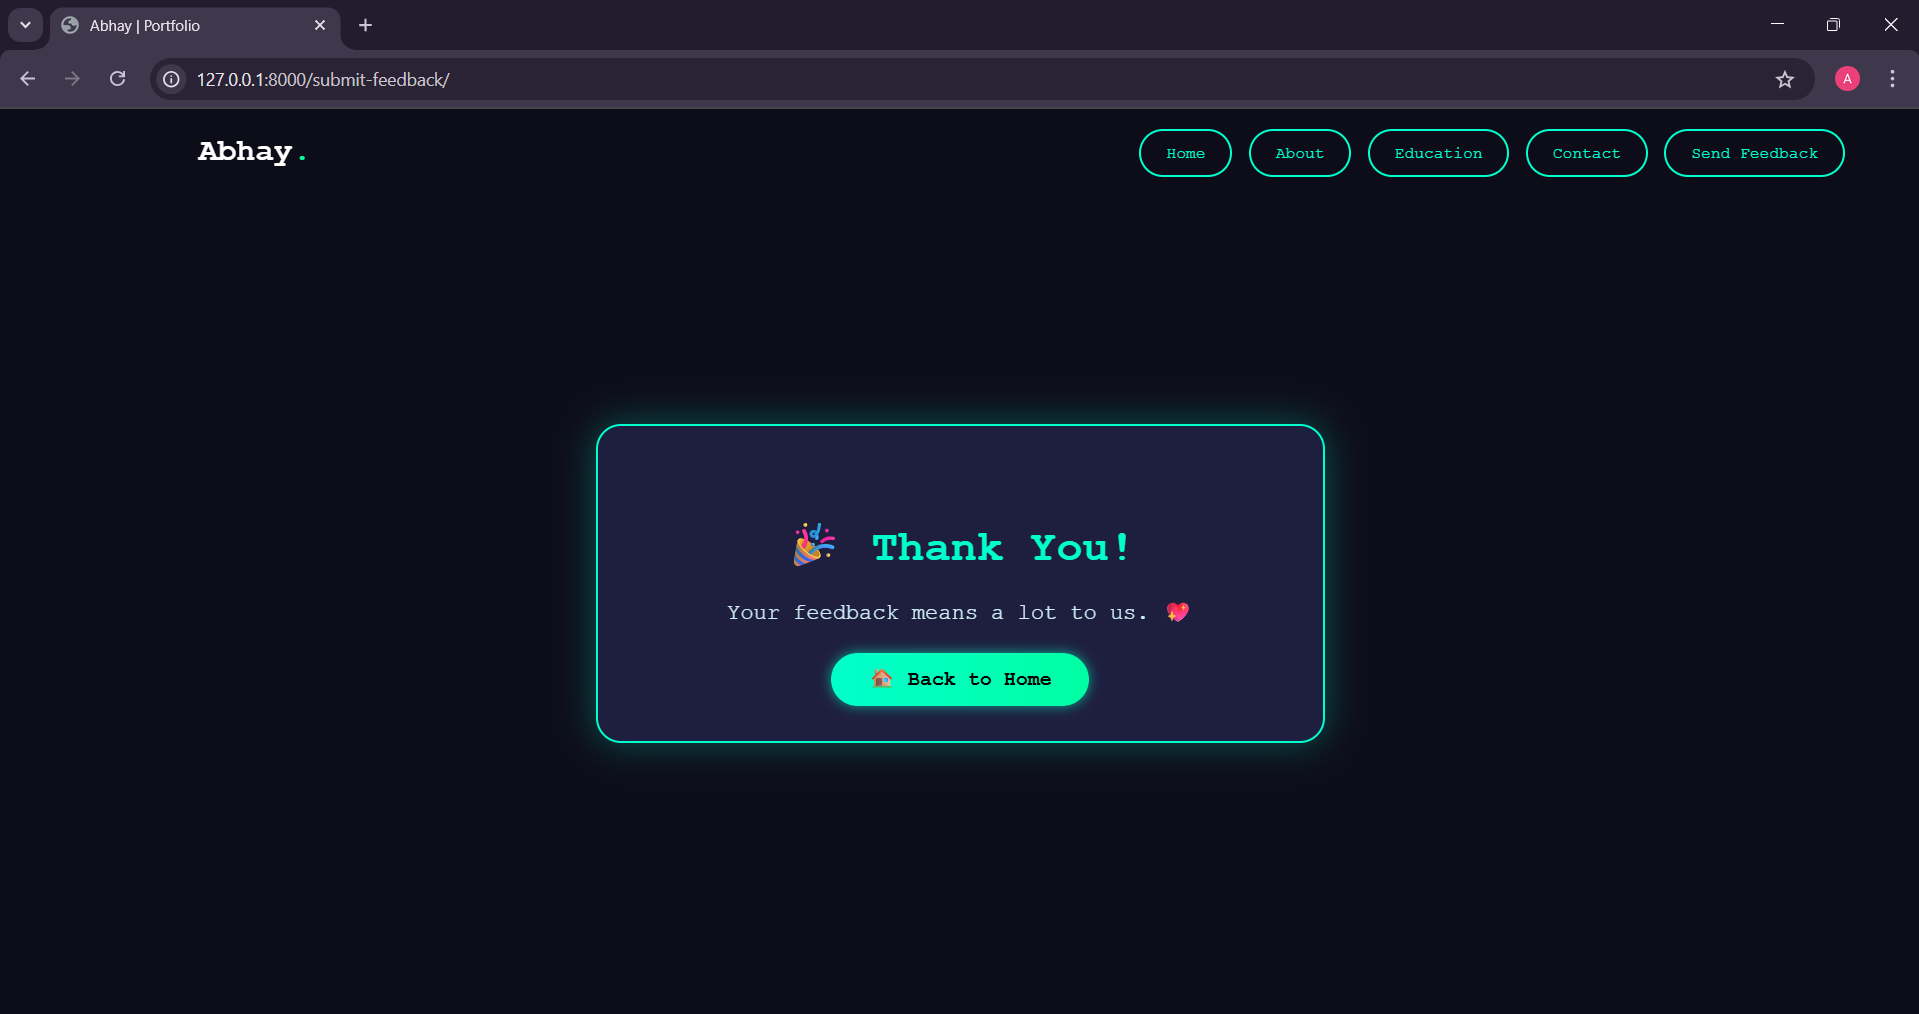 Abhay | Portfolio
127.0.0.1:8000/submit-feedback/
A
Abhay.
Home
About
Education
Contact
Send Feedback
🎉 Thank You!
Your feedback means a lot to us. 💖
🏠 Back to Home